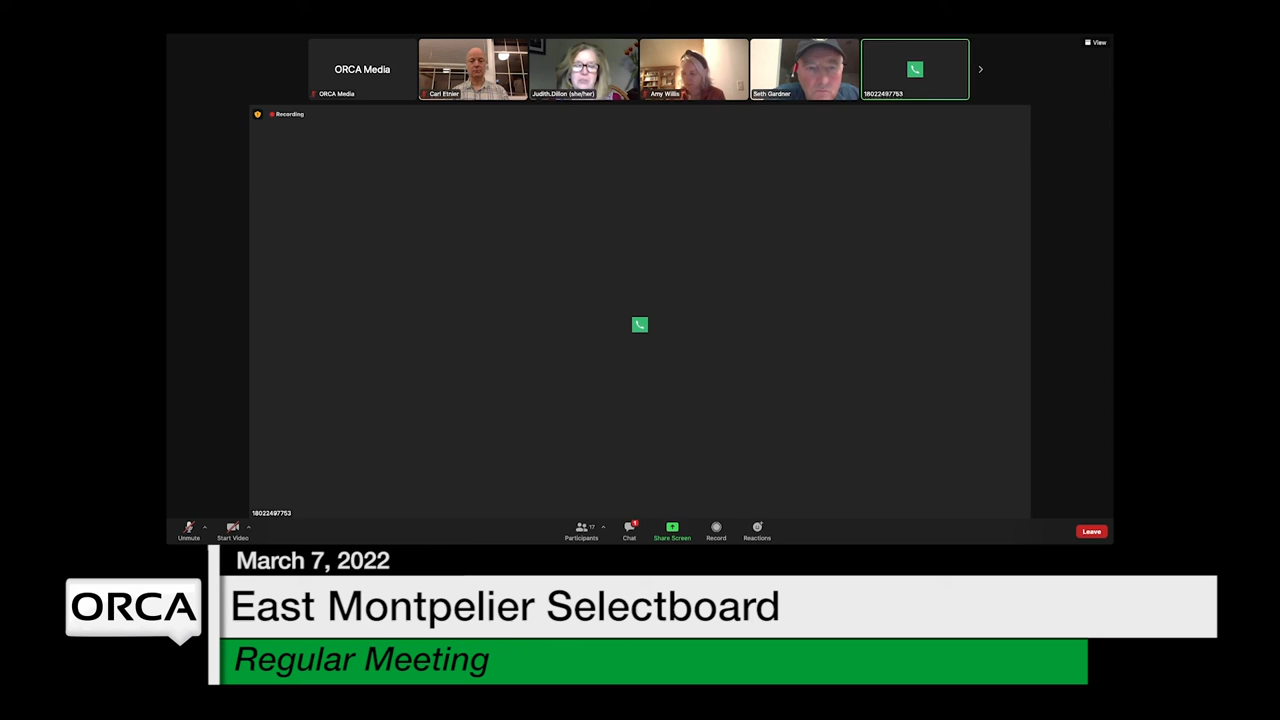 ORCA Media
View
ORCA Media
Carl Etnier
Judith.Dillon (she/her)
Amy Willis
Seth Gardner
18022497753
Recording
18022497753
Unmute
Start Video
17
Participants
1
Chat
Share Screen
Record
Reactions
Leave
March 7, 2022
ORCA
East Montpelier Selectboard
Regular Meeting